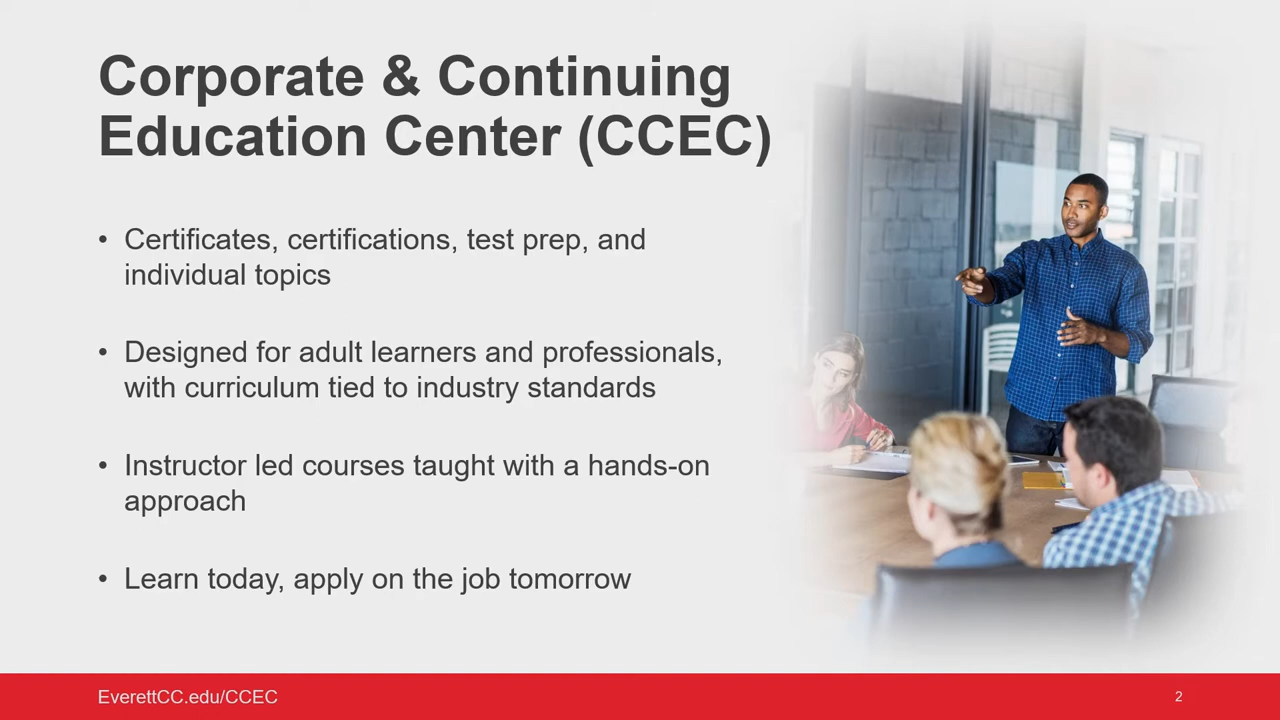 Corporate & Continuing
Education Center (CCEC)
• Certificates, certifications, test prep, and
individual topics
• Designed for adult learners and professionals,
with curriculum tied to industry standards
• Instructor led courses taught with a hands-on
approach
• Learn today, apply on the job tomorrow
EverettCC.edu/CCEC
2